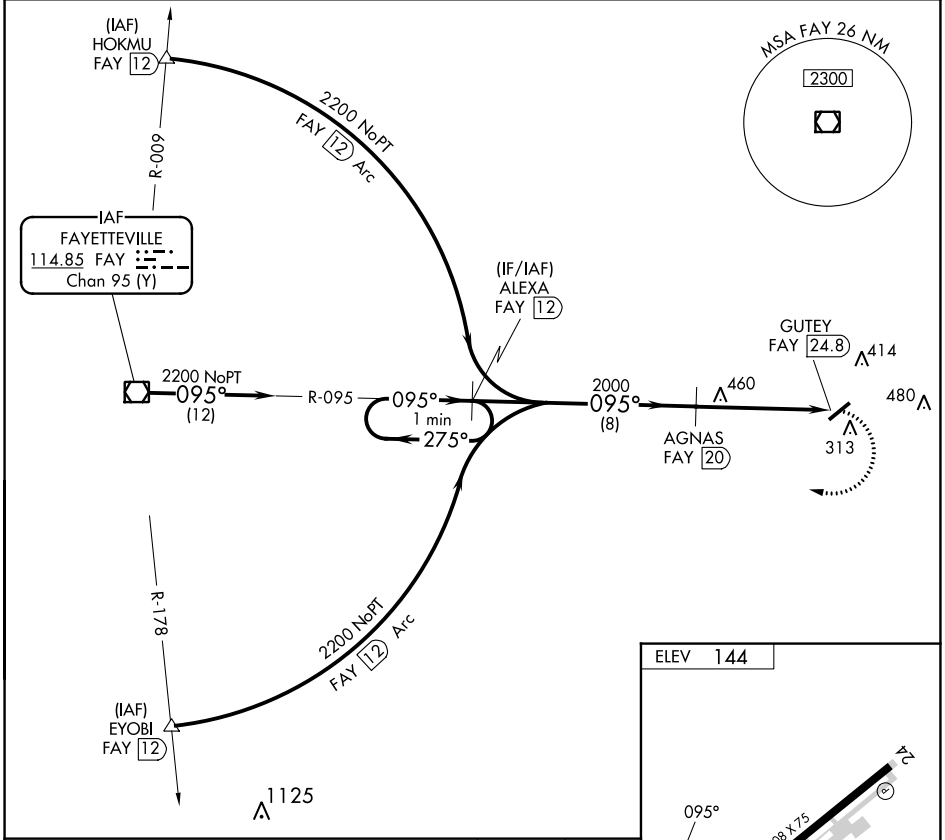 (IAF)
HOKMU
FAY 12
2200 NoPT
FAY 12 Arc
MSA FAY 26 NM
2300
R-009
IAF
FAYETTEVILLE
114.85 FAY
Chan 95 (Y)
(IF/IAF)
ALEXA
FAY 12
GUTEY
FAY 24.8
414
2200 NoPT
095°
(12)
R-095
095°
1 min
275°
2000
095°
(8)
460
480
AGNAS
FAY 20
313
R-178
2200 NoPT
FAY 12 Arc
(IAF)
EYOBI
FAY 12
1125
ELEV 144
24
P
095°
08 X 75